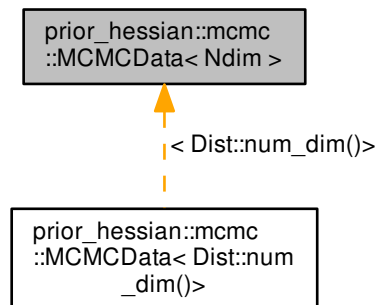 prior_hessian::mcmc
::MCMCData< Ndim >
< Dist::num_dim()>
prior_hessian::mcmc
::MCMCData< Dist::num
_dim()>